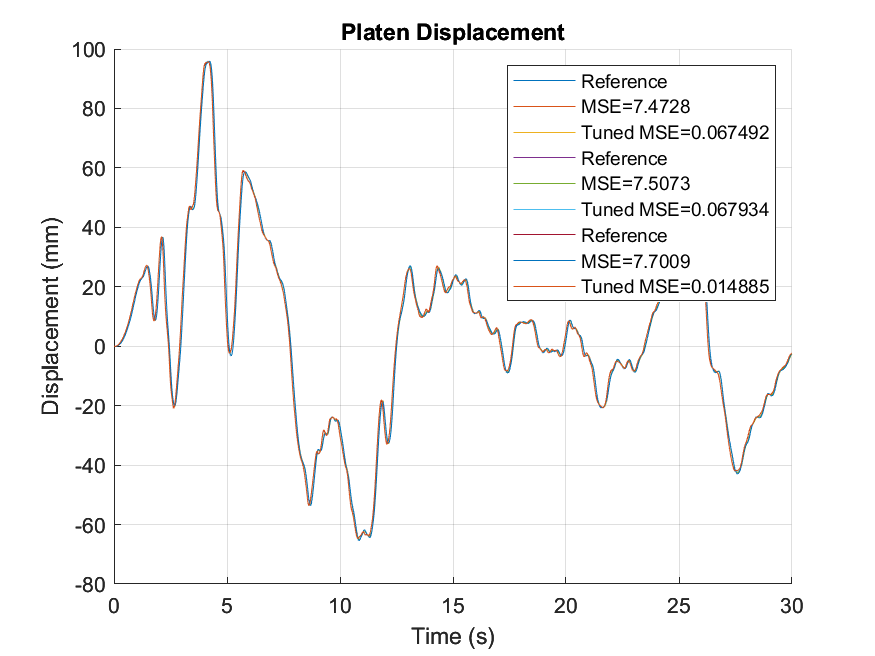 Platen Displacement
Displacement (mm)
100
80
60
40
20
0
-20
-40
-60
-80
Reference
MSE=7.4728
Tuned MSE=0.067492
Reference
MSE=7.5073
Tuned MSE=0.067934
Reference
MSE=7.7009
Tuned MSE=0.014885
0 5 10 15 20 25 30
Time (s)